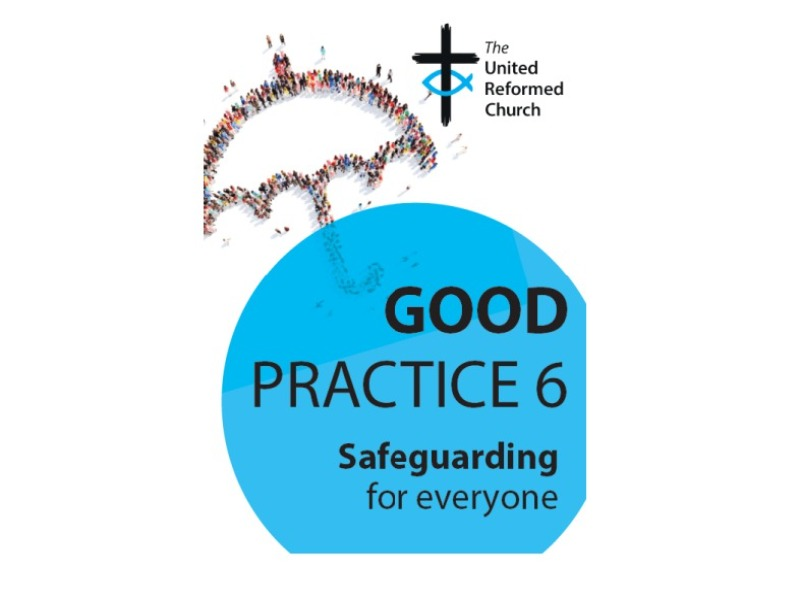 The
United
Reformed
Church
GOOD
PRACTICE 6
Safeguarding
for everyone